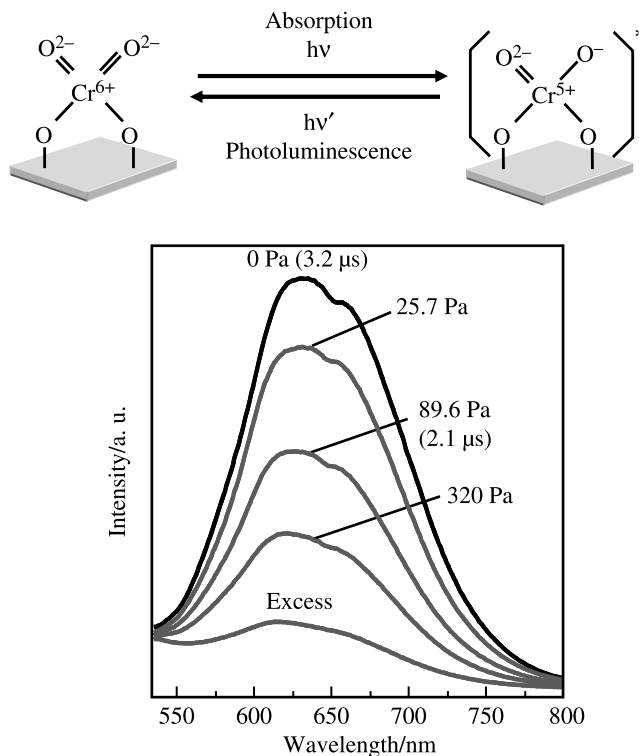 Absorption
hν
O²⁻ O²⁻
Cr⁶⁺
O O
hν′
Photoluminescence
O²⁻ O⁻
Cr⁵⁺
O O
*
0 Pa (3.2 μs)
25.7 Pa
89.6 Pa
(2.1 μs)
320 Pa
Excess
Intensity/a. u.
550 600 650 700 750 800
Wavelength/nm